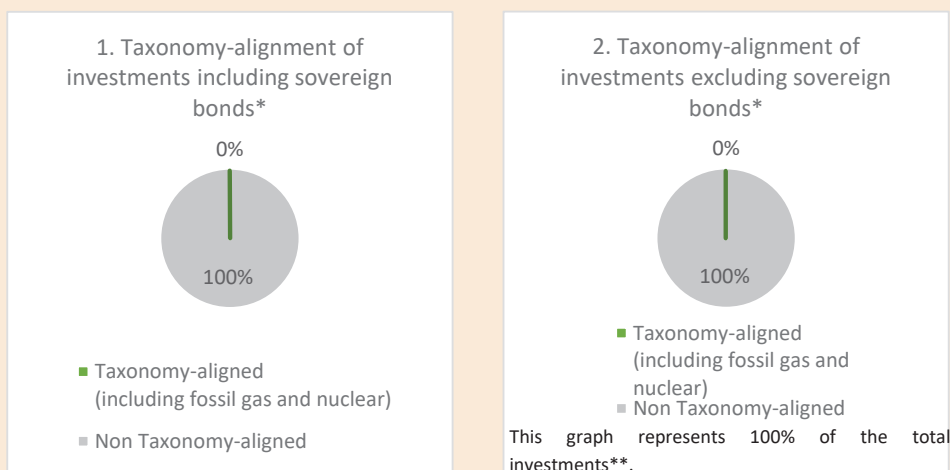 1. Taxonomy-alignment of
investments including sovereign
bonds*
0%
100%
Taxonomy-aligned
(including fossil gas and nuclear)
Non Taxonomy-aligned
2. Taxonomy-alignment of
investments excluding sovereign
bonds*
0%
100%
Taxonomy-aligned
(including fossil gas and
nuclear)
Non Taxonomy-aligned
This graph represents 100% of the total
investments**.